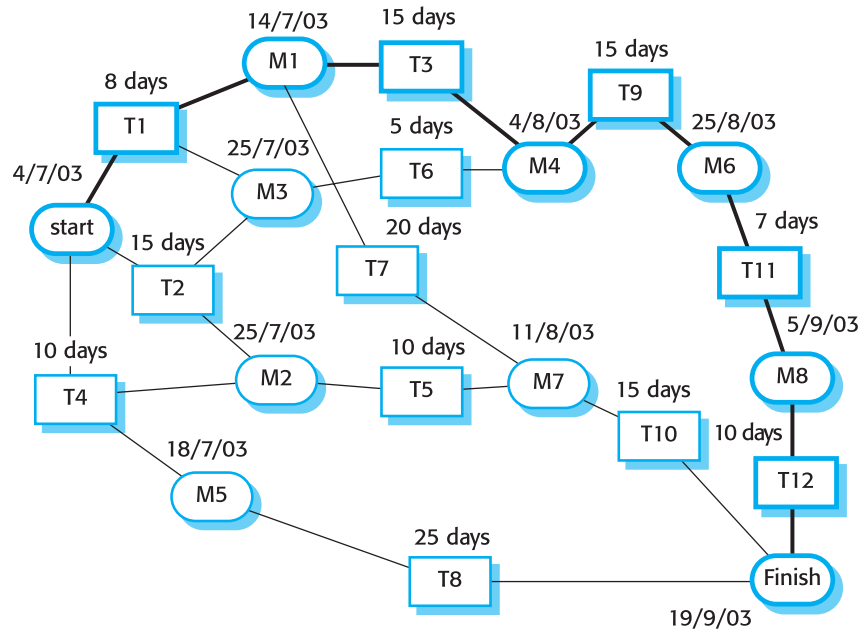 14/7/03
15 days
M1
T3
15 days
8 days
T9
T1
5 days
4/8/03
25/8/03
25/7/03
4/7/03
M3
T6
M4
M6
start
15 days
20 days
7 days
T2
T7
T11
25/7/03
11/8/03
5/9/03
10 days
10 days
M2
T5
M7
M8
T4
15 days
18/7/03
T10
10 days
M5
T12
25 days
T8
Finish
19/9/03